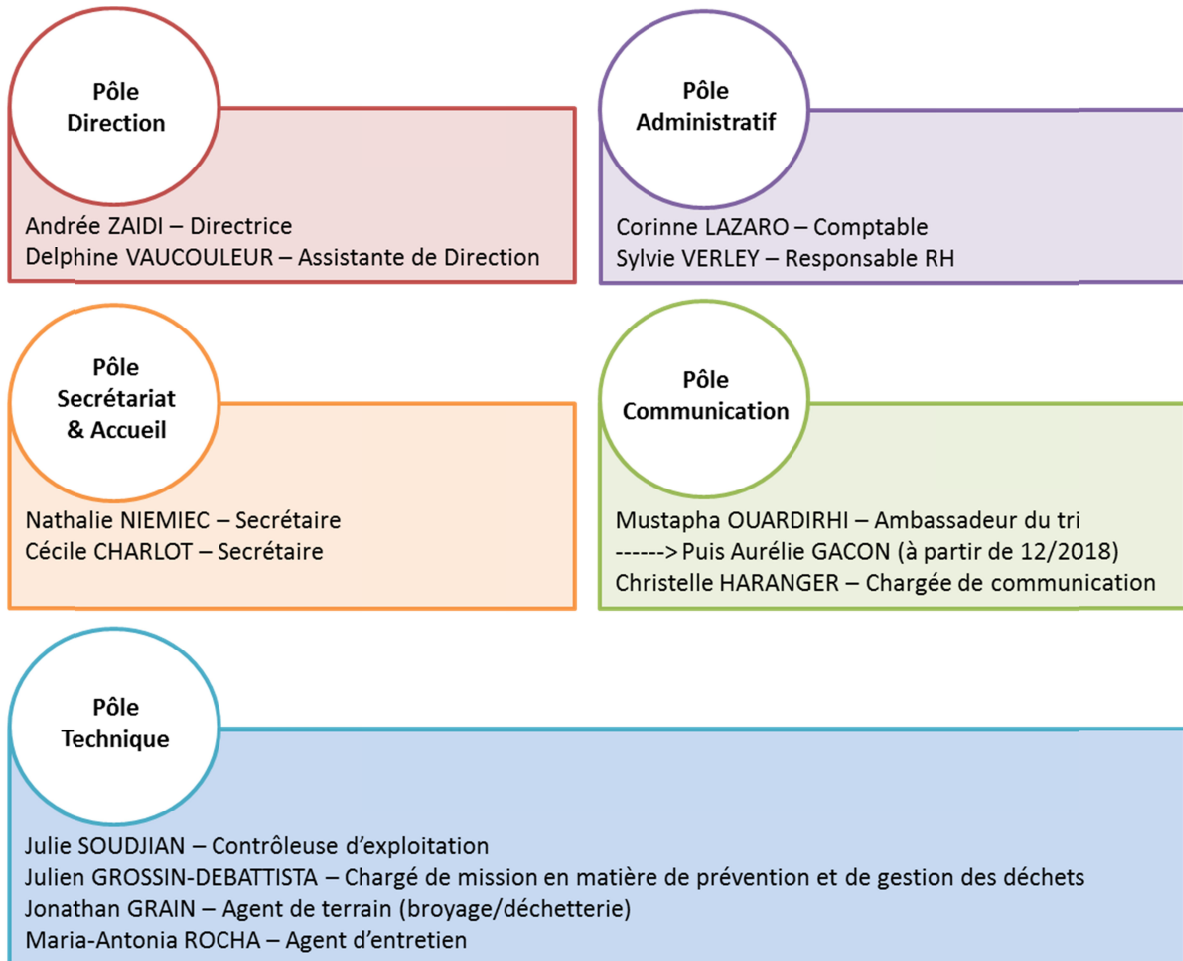 Pôle
Direction
Andrée ZAIDI – Directrice
Delphine VAUCOULEUR – Assistante de Direction
Pôle
Administratif
Corinne LAZARO – Comptable
Sylvie VERLEY – Responsable RH
Pôle
Secrétariat
& Accueil
Nathalie NIEMIEC – Secrétaire
Cécile CHARLOT – Secrétaire
Pôle
Communication
Mustapha OUARDIRHI – Ambassadeur du tri
------> Puis Aurélie GACON (à partir de 12/2018)
Christelle HARANGER – Chargée de communication
Pôle
Technique
Julie SOUDJIAN – Contrôleuse d’exploitation
Julien GROSSIN-DEBATTISTA – Chargé de mission en matière de prévention et de gestion des déchets
Jonathan GRAIN – Agent de terrain (broyage/déchetterie)
Maria-Antonia ROCHA – Agent d’entretien